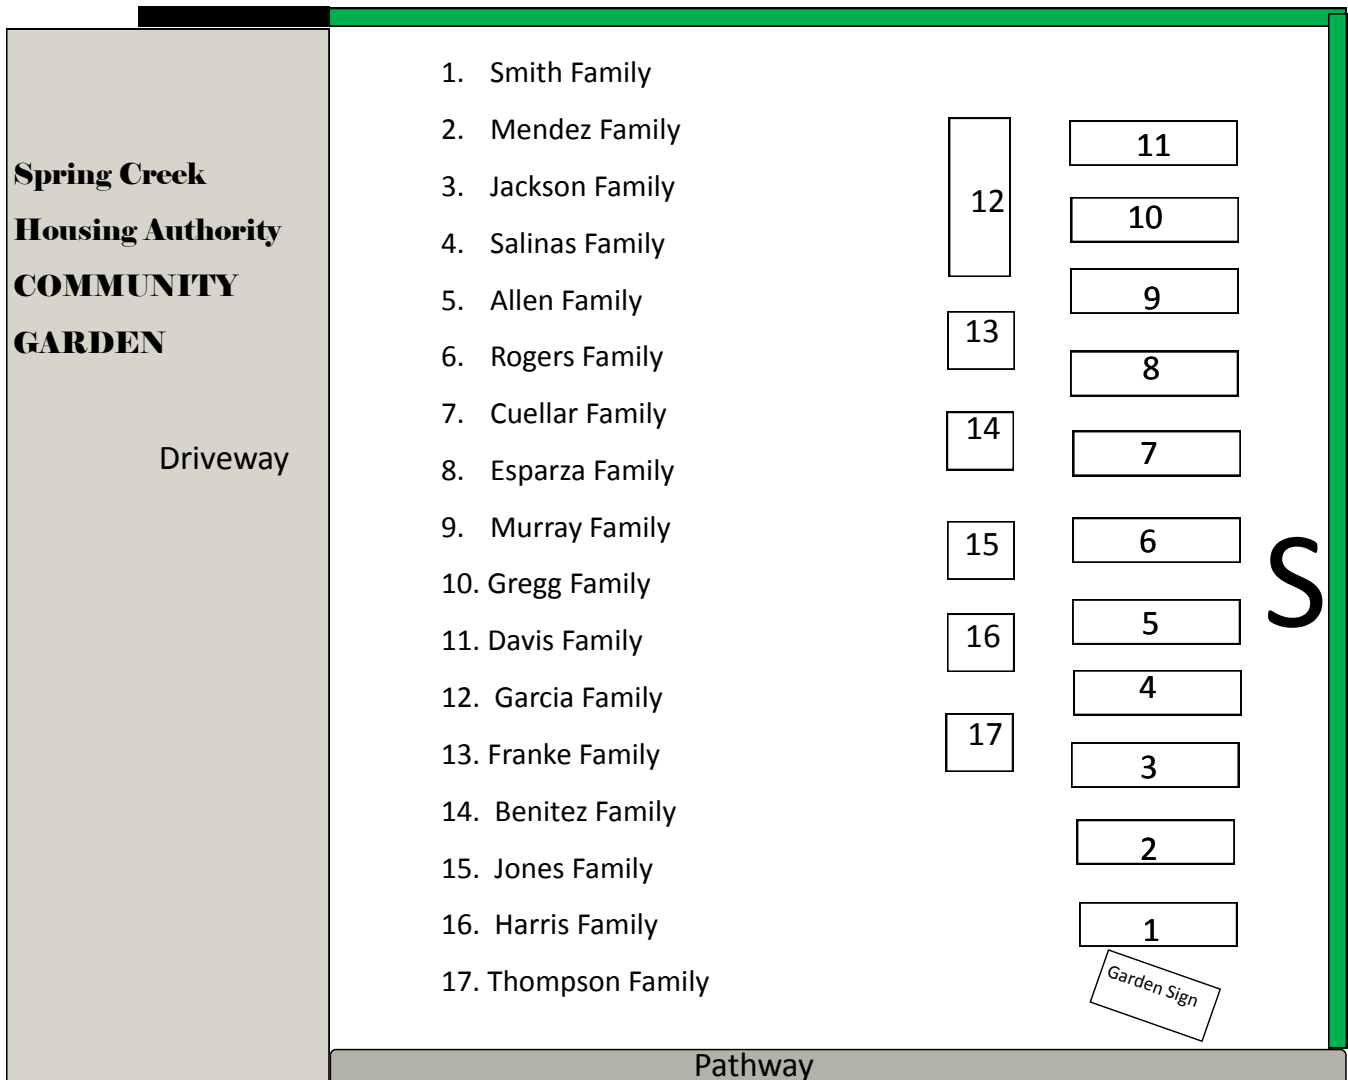 Spring Creek
Housing Authority
COMMUNITY
GARDEN
Driveway
1. Smith Family
2. Mendez Family
3. Jackson Family
4. Salinas Family
5. Allen Family
6. Rogers Family
7. Cuellar Family
8. Esparza Family
9. Murray Family
10. Gregg Family
11. Davis Family
12. Garcia Family
13. Franke Family
14. Benitez Family
15. Jones Family
16. Harris Family
17. Thompson Family
12
13
14
15
16
17
11
10
9
8
7
6
5
4
3
2
1
S
Garden Sign
Pathway